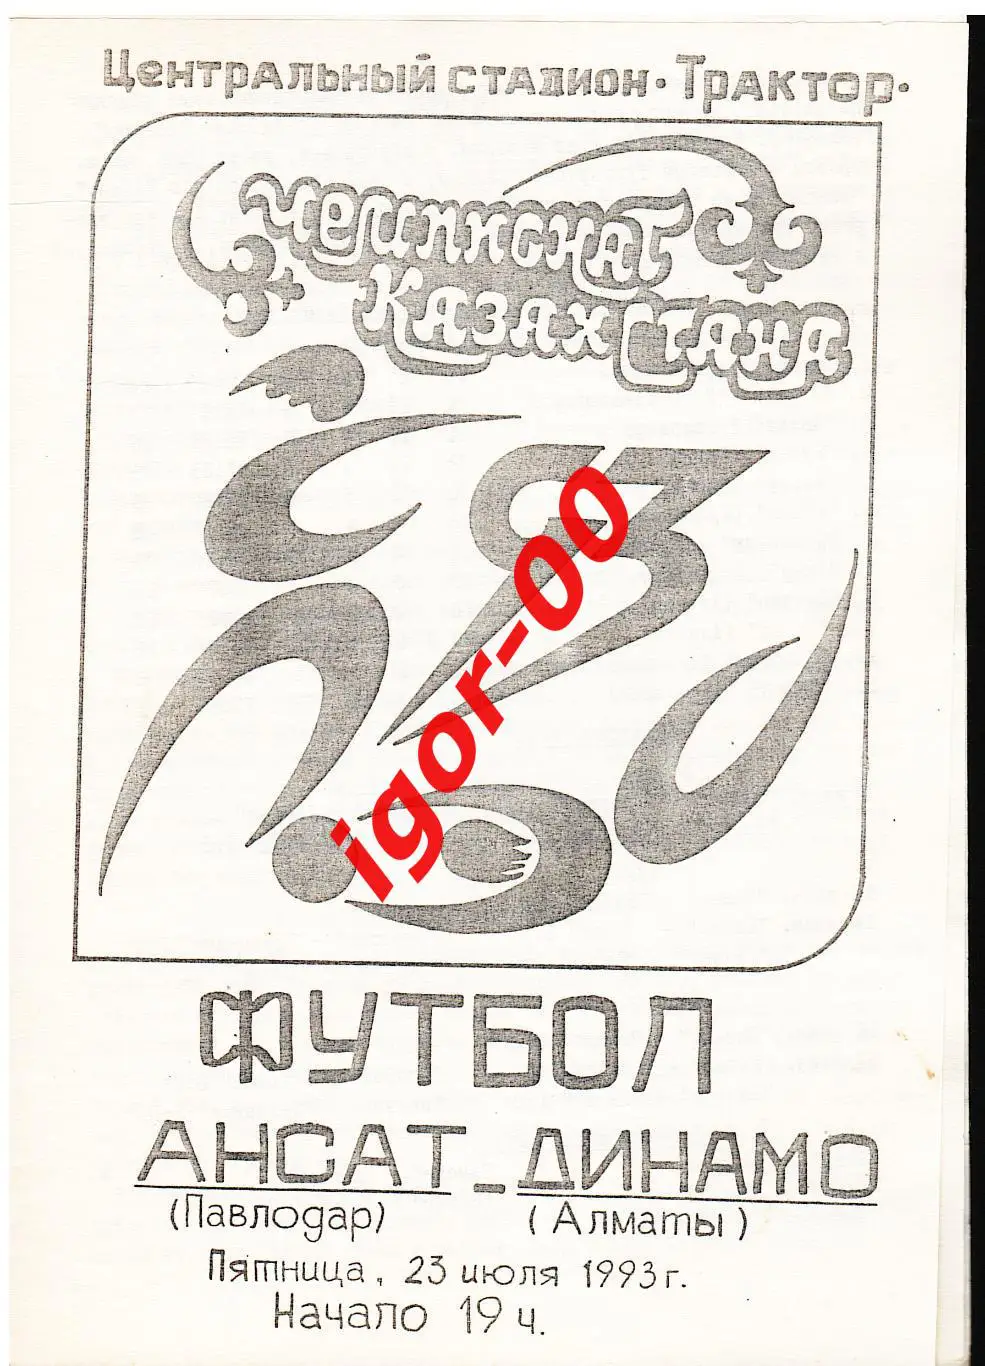 Центральный стадион "Трактор"
Чемпионат
Казахстана
93
igor-00
ФУТБОЛ
АНСАТ - ДИНАМО
(Павлодар) (Алматы)
Пятница, 23 июля 1993 г.
Начало 19 ч.